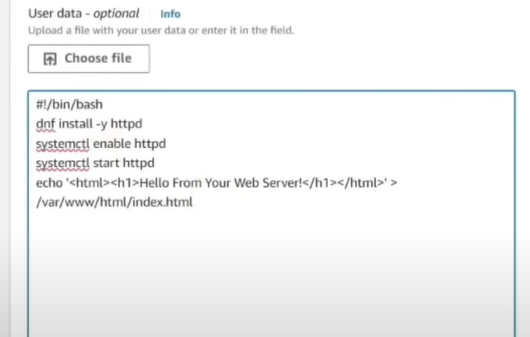 User data - optional Info
Upload a file with your user data or enter it in the field.
Choose file
#!/bin/bash
dnf install -y httpd
systemctl enable httpd
systemctl start httpd
echo '<html><h1>Hello From Your Web Server!</h1></html>' >
/var/www/html/index.html